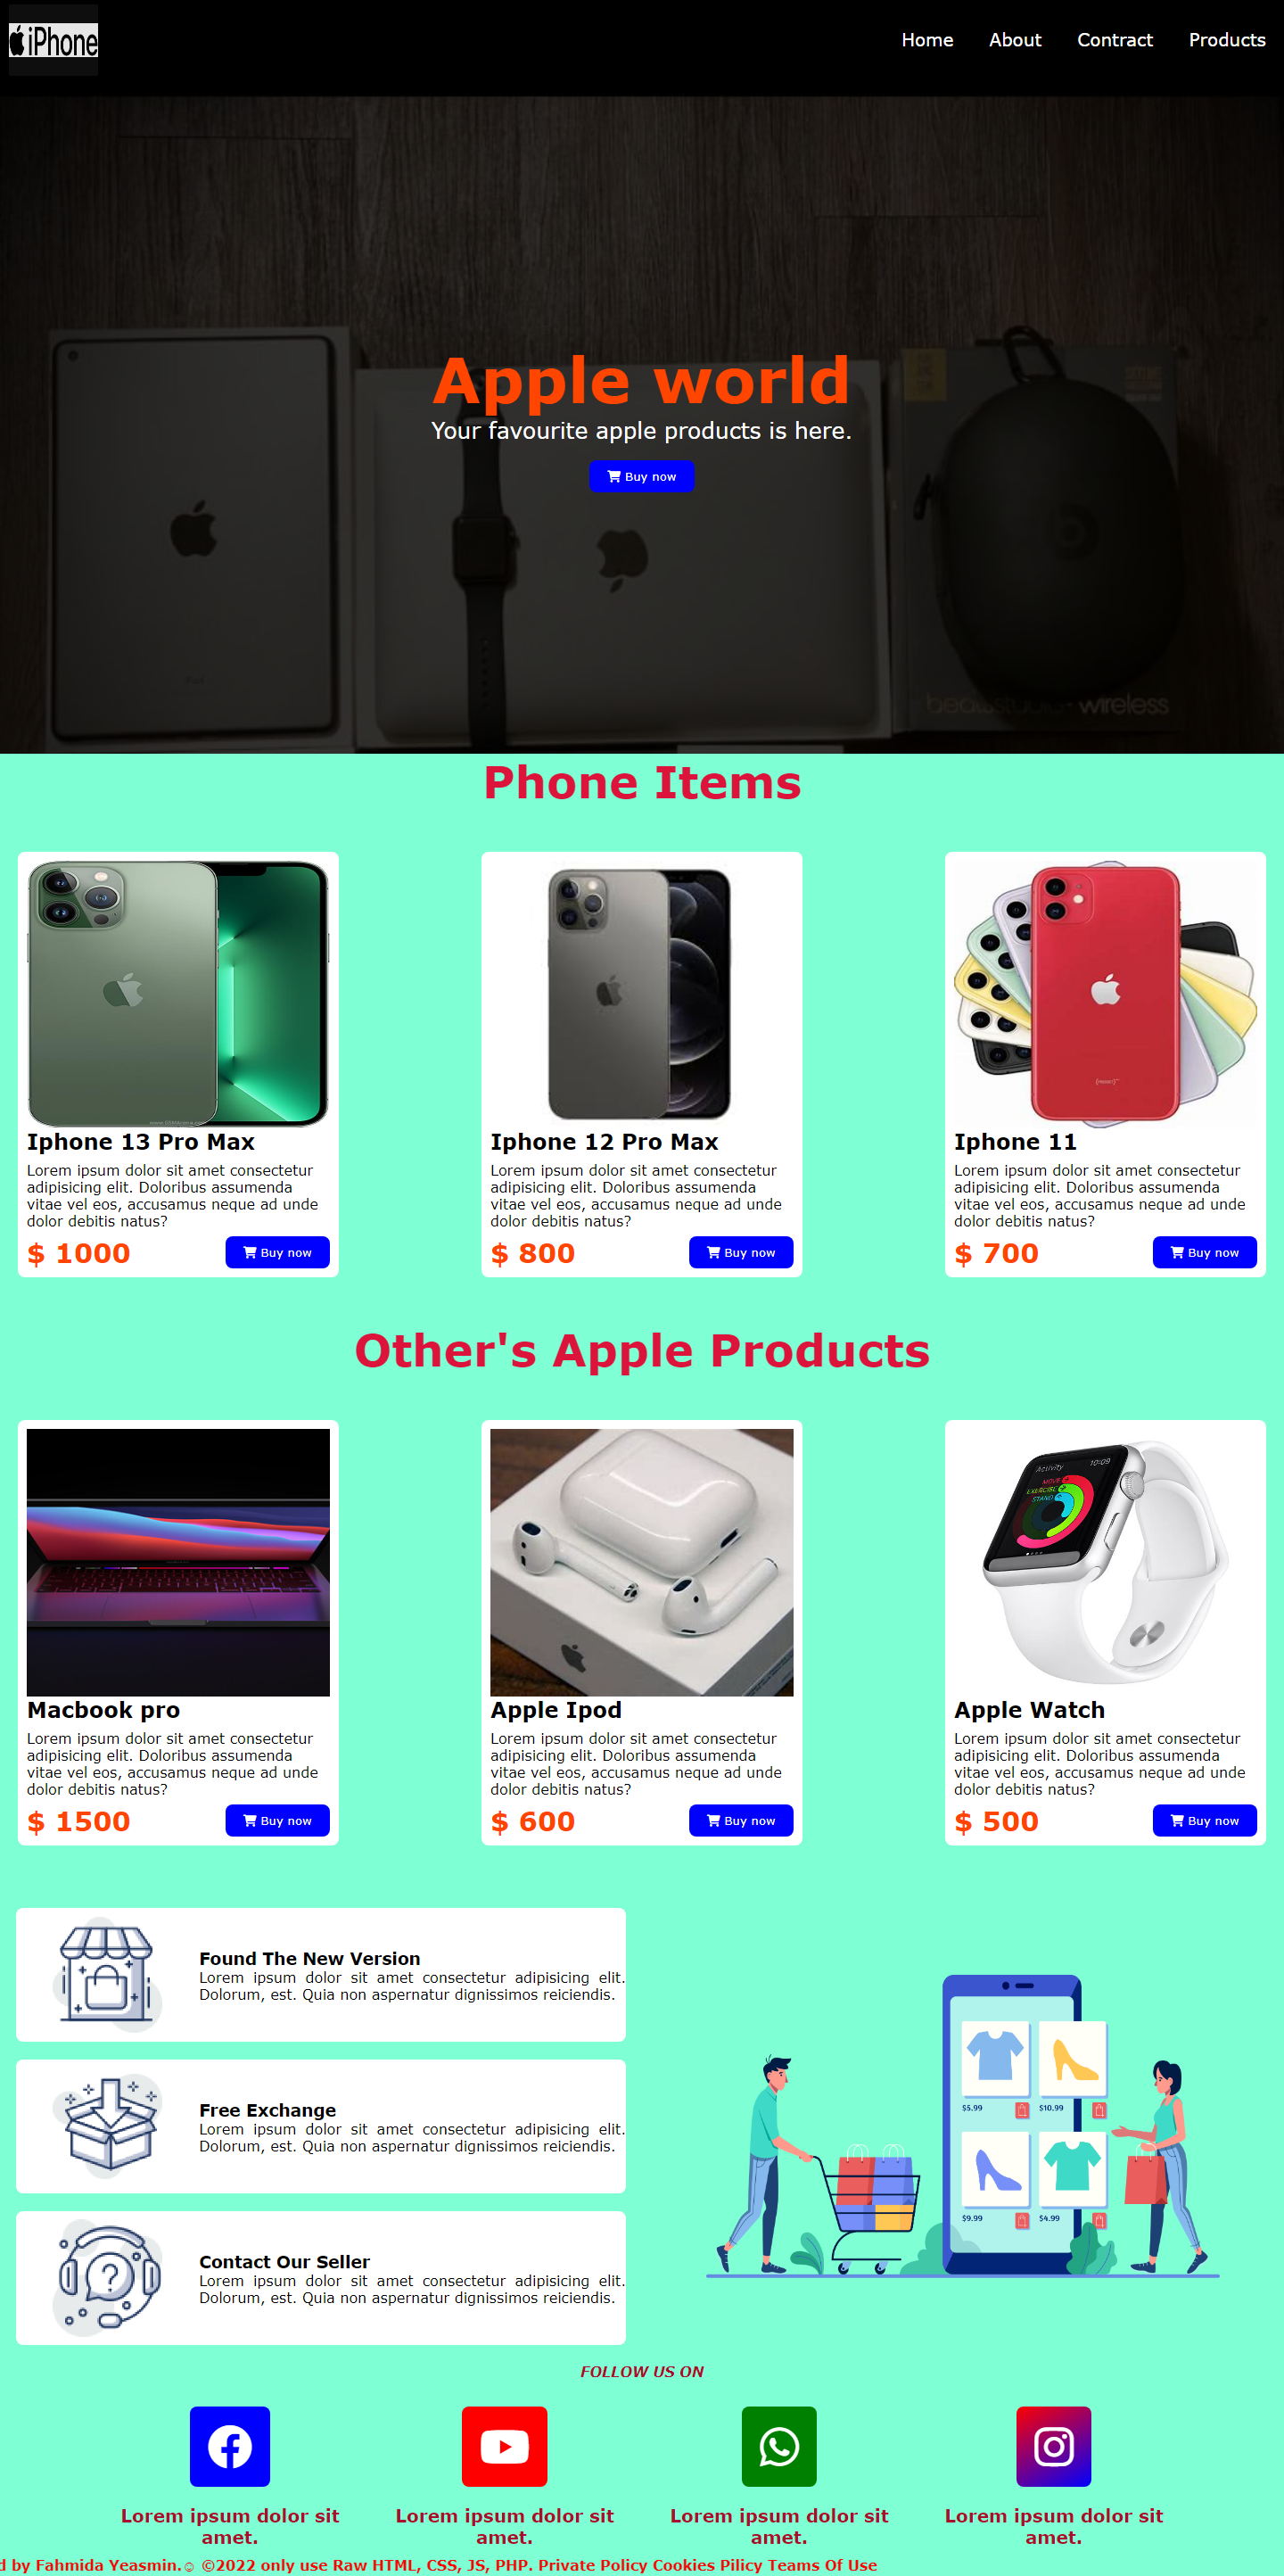 iPhone
Home About Contract Products
Apple world
Your favourite apple products is here.
Buy now
wireless
Phone Items
Iphone 13 Pro Max
Lorem ipsum dolor sit amet consectetur
adipisicing elit. Doloribus assumenda
vitae vel eos, accusamus neque ad unde
dolor debitis natus?
$ 1000 Buy now
Iphone 12 Pro Max
Lorem ipsum dolor sit amet consectetur
adipisicing elit. Doloribus assumenda
vitae vel eos, accusamus neque ad unde
dolor debitis natus?
$ 800 Buy now
Iphone 11
Lorem ipsum dolor sit amet consectetur
adipisicing elit. Doloribus assumenda
vitae vel eos, accusamus neque ad unde
dolor debitis natus?
$ 700 Buy now
Other's Apple Products
Macbook pro
Lorem ipsum dolor sit amet consectetur
adipisicing elit. Doloribus assumenda
vitae vel eos, accusamus neque ad unde
dolor debitis natus?
$ 1500 Buy now
Apple Ipod
Lorem ipsum dolor sit amet consectetur
adipisicing elit. Doloribus assumenda
vitae vel eos, accusamus neque ad unde
dolor debitis natus?
$ 600 Buy now
Activity 10:09
MOVE
EXERCISE
STAND
Apple Watch
Lorem ipsum dolor sit amet consectetur
adipisicing elit. Doloribus assumenda
vitae vel eos, accusamus neque ad unde
dolor debitis natus?
$ 500 Buy now
Found The New Version
Lorem ipsum dolor sit amet consectetur adipisicing elit.
Dolorum, est. Quia non aspernatur dignissimos reiciendis.
Free Exchange
Lorem ipsum dolor sit amet consectetur adipisicing elit.
Dolorum, est. Quia non aspernatur dignissimos reiciendis.
Contact Our Seller
Lorem ipsum dolor sit amet consectetur adipisicing elit.
Dolorum, est. Quia non aspernatur dignissimos reiciendis.
$5.99 $10.99
$9.99 $4.99
FOLLOW US ON
Lorem ipsum dolor sit
amet.
Lorem ipsum dolor sit
amet.
Lorem ipsum dolor sit
amet.
Lorem ipsum dolor sit
amet.
d by Fahmida Yeasmin.☺ ©2022 only use Raw HTML, CSS, JS, PHP. Private Policy Cookies Pilicy Teams Of Use